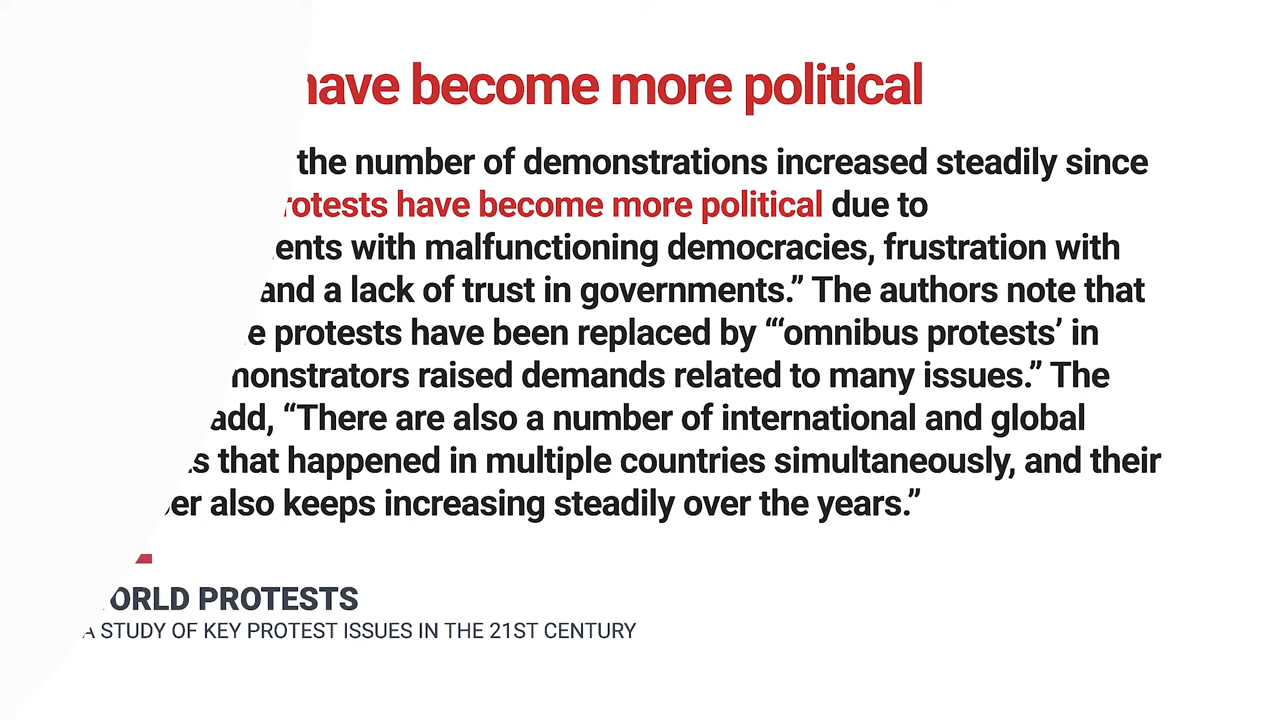 have become more political
the number of demonstrations increased steadily since
rotests have become more political due to
ents with malfunctioning democracies, frustration with
and a lack of trust in governments.” The authors note that
e protests have been replaced by “‘omnibus protests’ in
monstrators raised demands related to many issues.” The
add, “There are also a number of international and global
s that happened in multiple countries simultaneously, and their
er also keeps increasing steadily over the years.”
ORLD PROTESTS
A STUDY OF KEY PROTEST ISSUES IN THE 21ST CENTURY